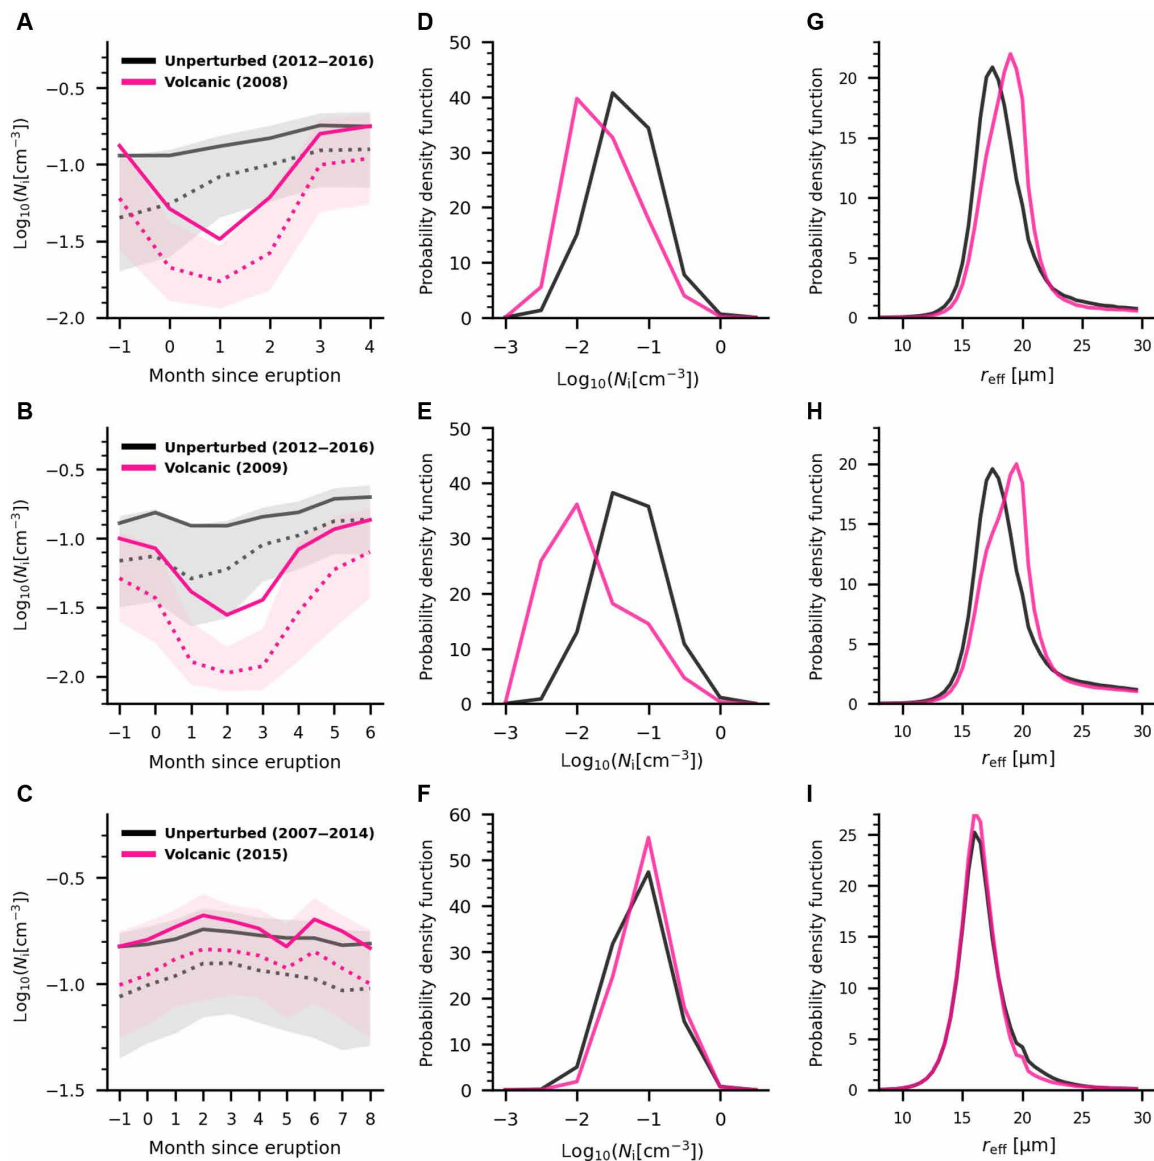 A
Log₁₀(Nᵢ[cm⁻³])
−0.5
−1.0
−1.5
−2.0
Unperturbed (2012−2016)
Volcanic (2008)
−1 0 1 2 3 4
Month since eruption
D
Probability density function
50
40
30
20
10
0
−3 −2 −1 0
Log₁₀(Nᵢ[cm⁻³])
G
Probability density function
20
15
10
5
0
10 15 20 25 30
r_eff [μm]
B
Log₁₀(Nᵢ[cm⁻³])
−0.5
−1.0
−1.5
−2.0
Unperturbed (2012−2016)
Volcanic (2009)
−1 0 1 2 3 4 5 6
Month since eruption
E
Probability density function
50
40
30
20
10
0
−3 −2 −1 0
Log₁₀(Nᵢ[cm⁻³])
H
Probability density function
20
15
10
5
0
10 15 20 25 30
r_eff [μm]
C
Log₁₀(Nᵢ[cm⁻³])
−0.5
−1.0
−1.5
Unperturbed (2007−2014)
Volcanic (2015)
−1 0 1 2 3 4 5 6 7 8
Month since eruption
F
Probability density function
60
50
40
30
20
10
0
−3 −2 −1 0
Log₁₀(Nᵢ[cm⁻³])
I
Probability density function
25
20
15
10
5
0
10 15 20 25 30
r_eff [μm]